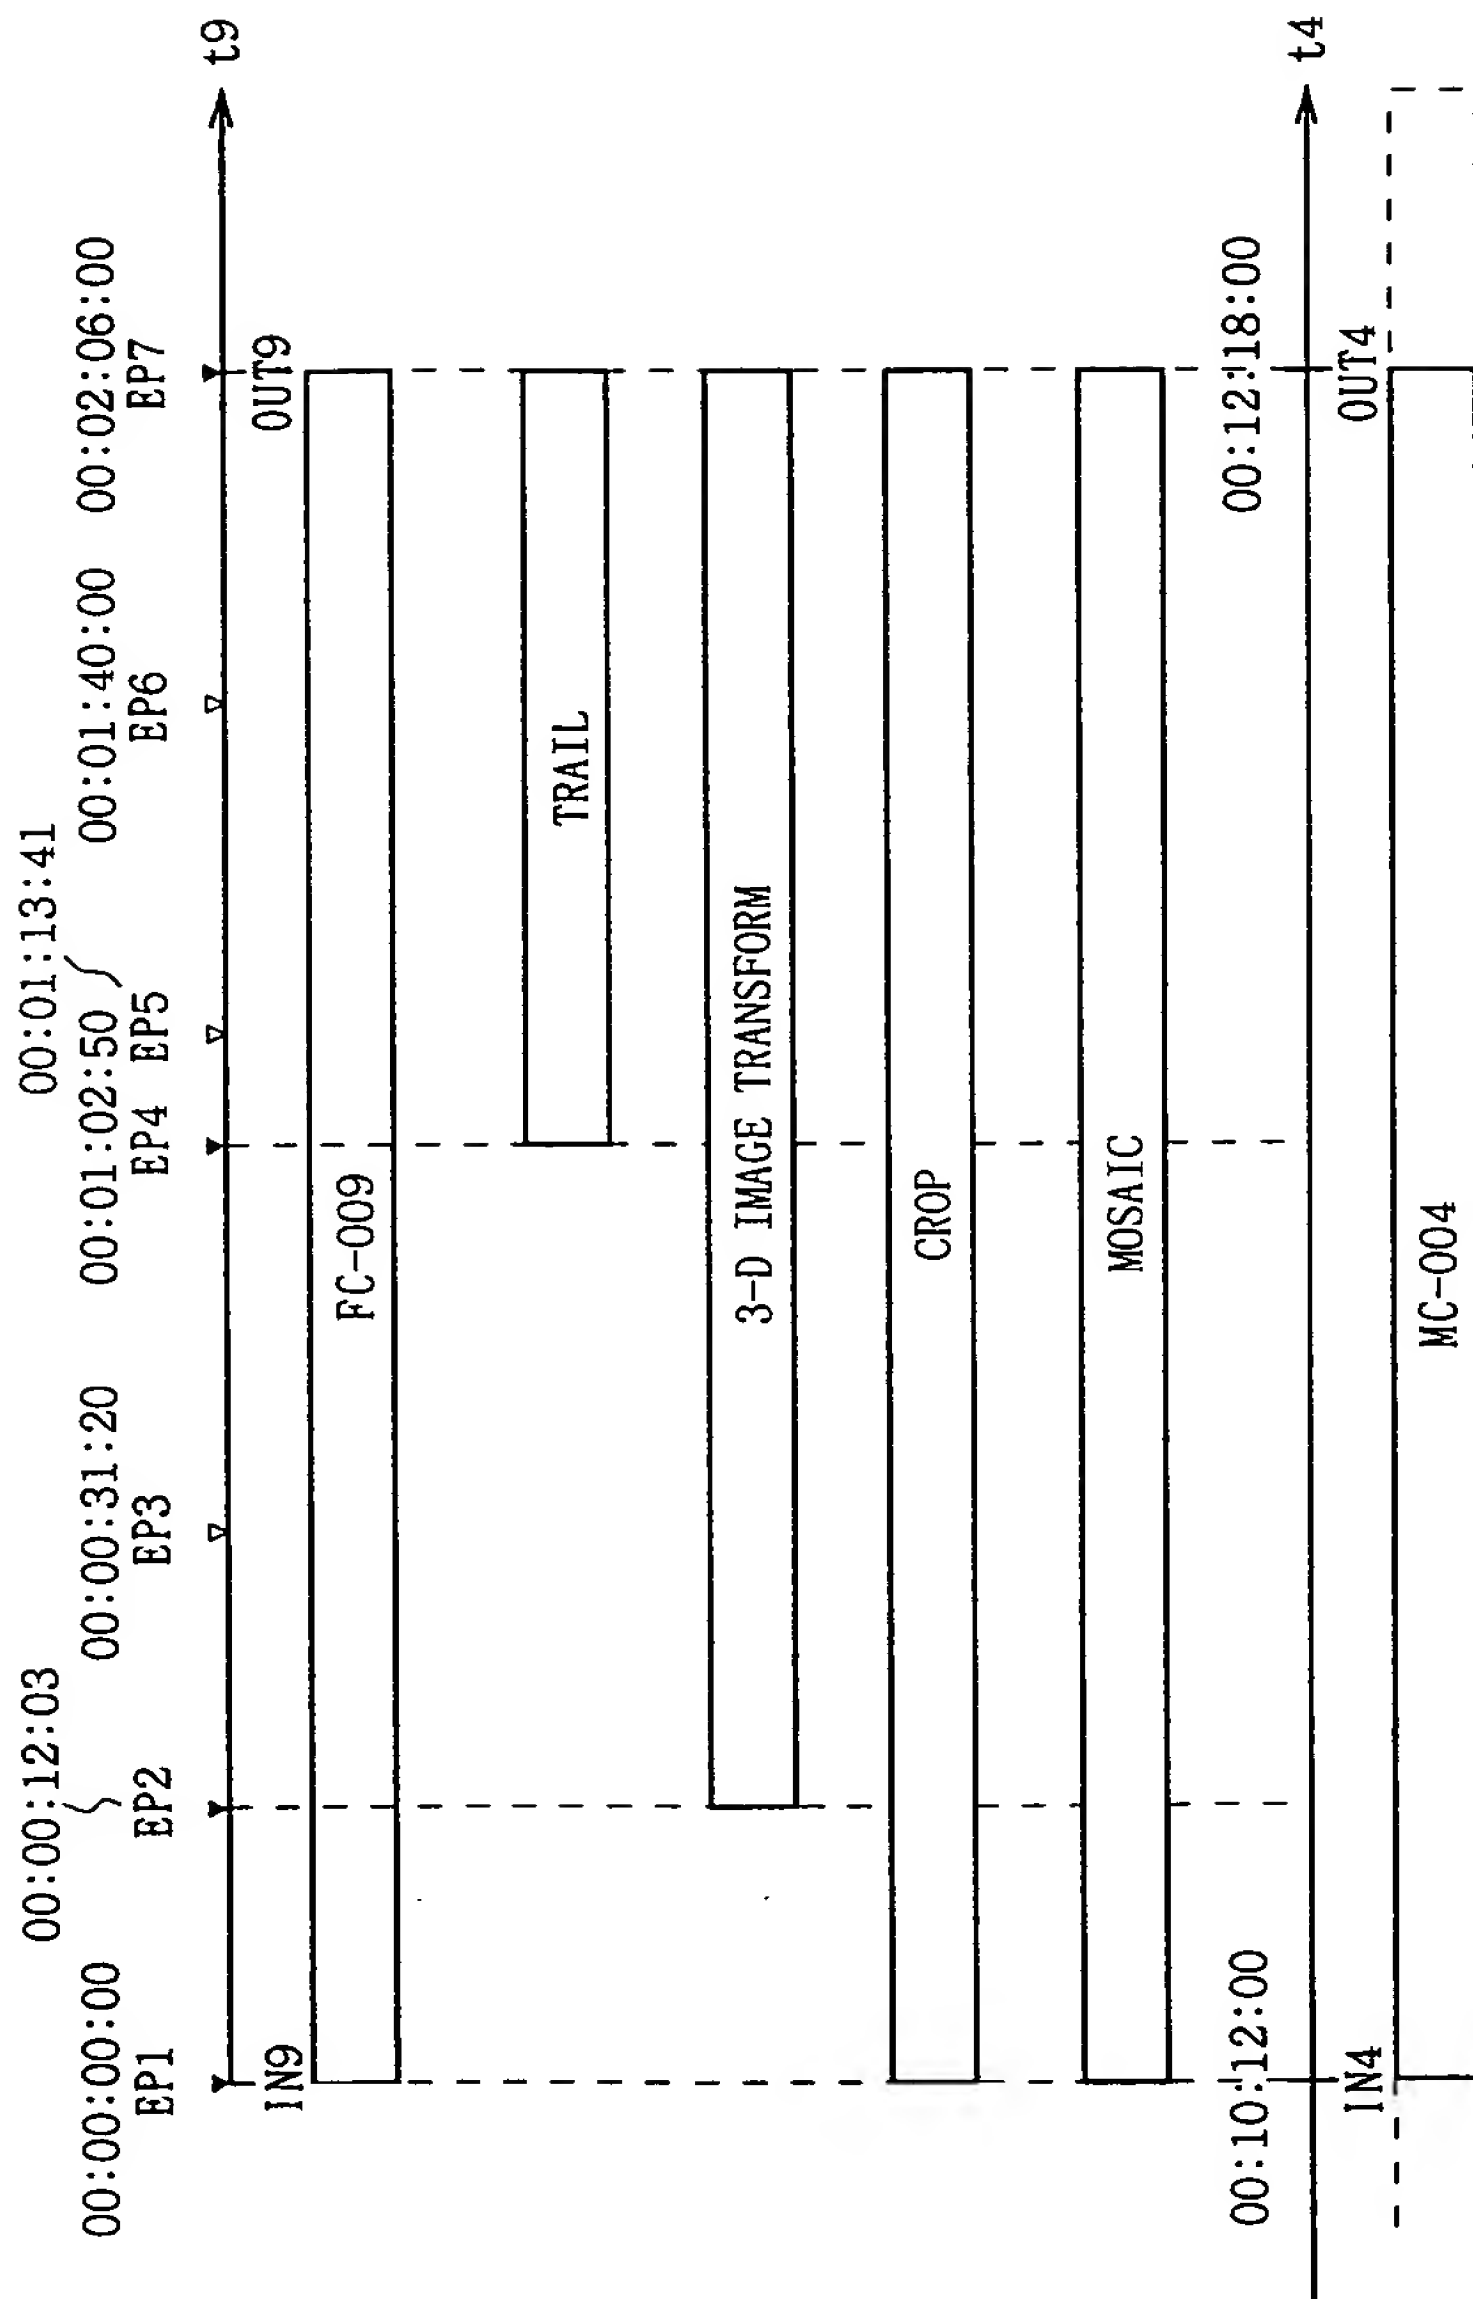 00:00:12:03 00:01:13:41
00:00:00:00 00:00:31:20 00:01:02:50 00:01:40:00 00:02:06:00
EP1 EP2 EP3 EP4 EP5 EP6 EP7
t9
IN9 OUT9
FC-009
TRAIL
3-D IMAGE TRANSFORM
CROP
MOSAIC
00:10:12:00 00:12:18:00
t4
IN4 OUT4
MC-004